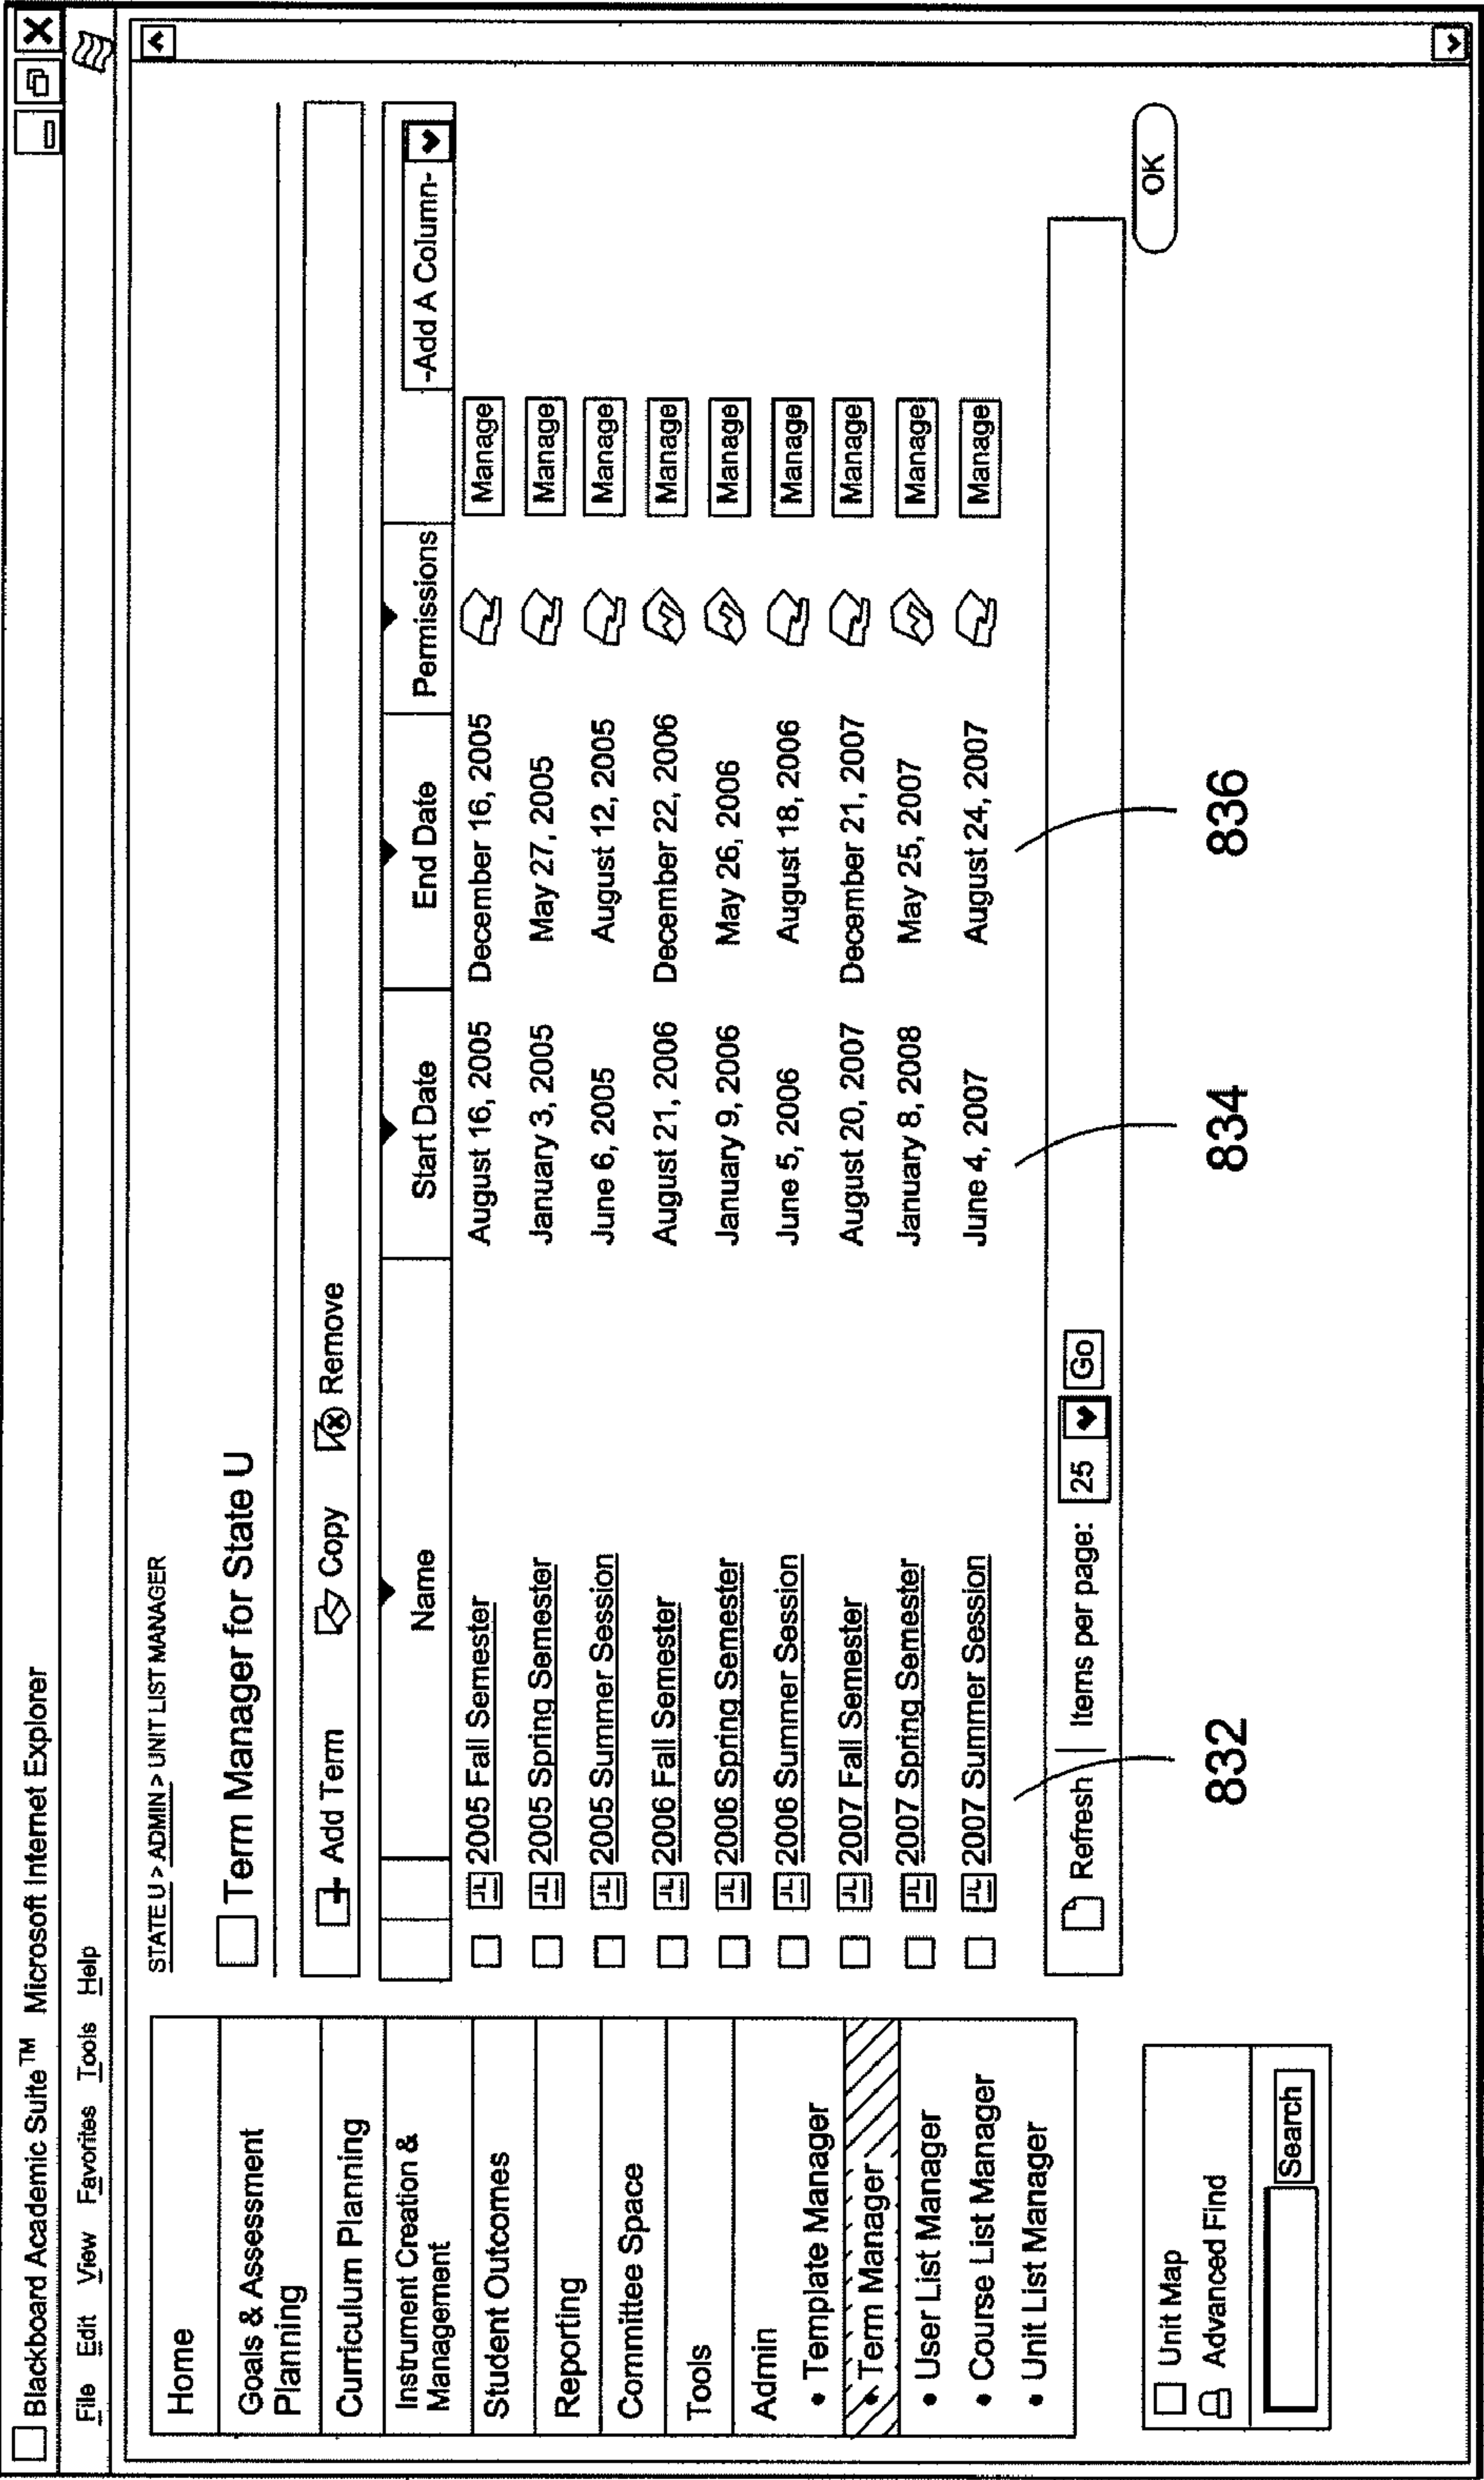 Blackboard Academic Suite™ Microsoft Internet Explorer
File Edit View Favorites Tools Help
Home
Goals & Assessment
Planning
Curriculum Planning
Instrument Creation &
Management
Student Outcomes
Reporting
Committee Space
Tools
Admin
• Template Manager
• Term Manager
• User List Manager
• Course List Manager
• Unit List Manager
Unit Map
Advanced Find
Search
STATE U > ADMIN > UNIT LIST MANAGER
Term Manager for State U
Add Term Copy Remove
Name Start Date End Date Permissions -Add A Column-
2005 Fall Semester August 16, 2005 December 16, 2005 Manage
2005 Spring Semester January 3, 2005 May 27, 2005 Manage
2005 Summer Session June 6, 2005 August 12, 2005 Manage
2006 Fall Semester August 21, 2006 December 22, 2006 Manage
2006 Spring Semester January 9, 2006 May 26, 2006 Manage
2006 Summer Session June 5, 2006 August 18, 2006 Manage
2007 Fall Semester August 20, 2007 December 21, 2007 Manage
2007 Spring Semester January 8, 2008 May 25, 2007 Manage
2007 Summer Session June 4, 2007 August 24, 2007 Manage
Refresh | Items per page: 25 Go
OK
832 834 836